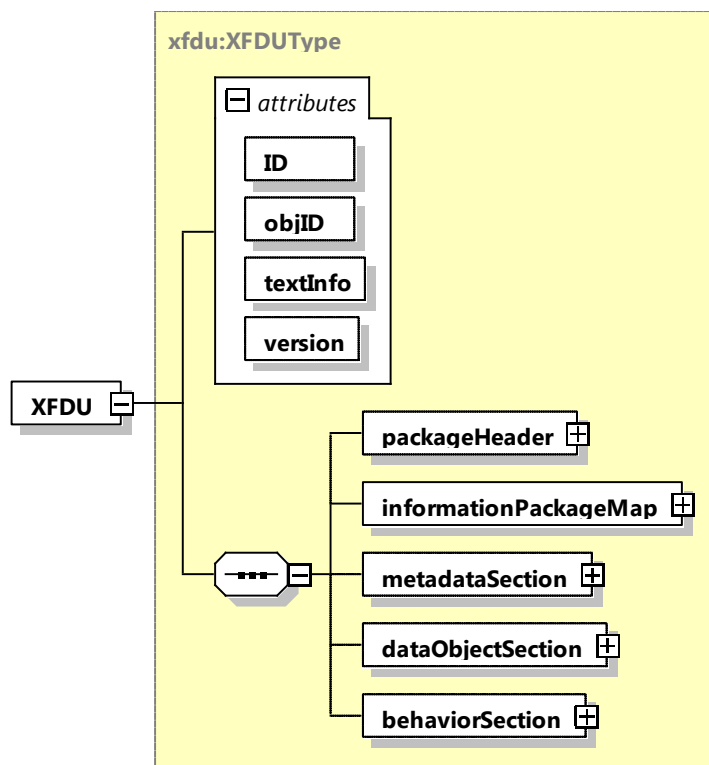 xfdu:XFDUType
attributes
ID
objID
textInfo
version
XFDU
packageHeader
informationPackageMap
metadataSection
dataObjectSection
behaviorSection